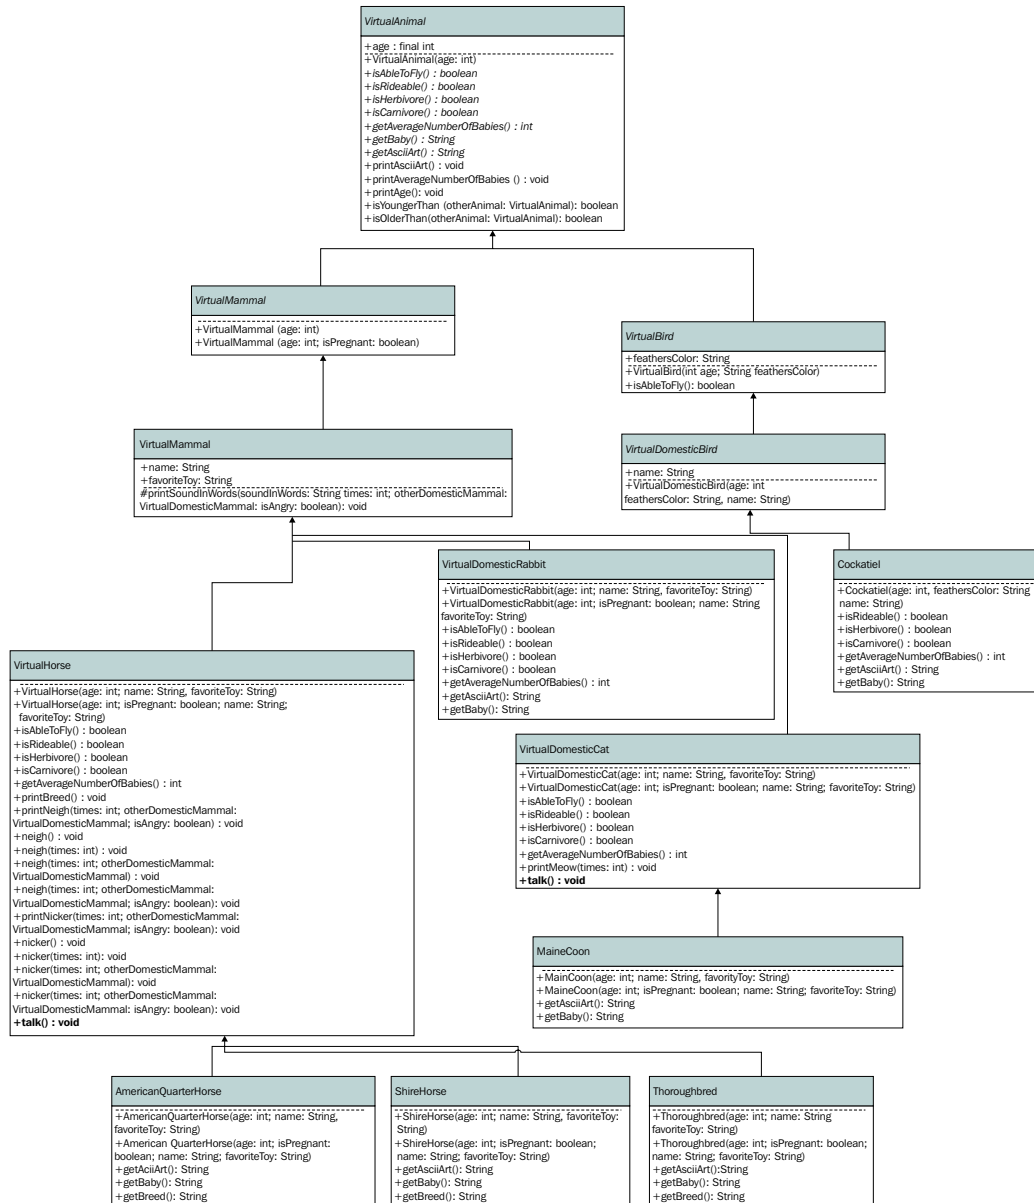 VirtualAnimal
+age : final int
+VirtualAnimal(age: int)
+isAbleToFly() : boolean
+isRideable() : boolean
+isHerbivore() : boolean
+isCarnivore() : boolean
+getAverageNumberOfBabies() : int
+getBaby() : String
+getAsciiArt() : String
+printAsciiArt() : void
+printAverageNumberOfBabies () : void
+printAge(): void
+isYoungerThan (otherAnimal: VirtualAnimal): boolean
+isOlderThan(otherAnimal: VirtualAnimal): boolean
VirtualMammal
+VirtualMammal (age: int)
+VirtualMammal (age: int; isPregnant: boolean)
VirtualBird
+feathersColor: String
+VirtualBird(int age; String feathersColor)
+isAbleToFly(): boolean
VirtualMammal
+name: String
+favoriteToy: String
#printSoundInWords(soundInWords: String times: int; otherDomesticMammal:
VirtualDomesticMammal: isAngry: boolean): void
VirtualDomesticBird
+name: String
+VirtualDomesticBird(age: int
feathersColor: String, name: String)
VirtualDomesticRabbit
+VirtualDomesticRabbit(age: int; name: String, favoriteToy: String)
+VirtualDomesticRabbit(age: int; isPregnant: boolean; name: String
favoriteToy: String)
+isAbleToFly() : boolean
+isRideable() : boolean
+isHerbivore() : boolean
+isCarnivore() : boolean
+getAverageNumberOfBabies() : int
+getAsciiArt() : String
+getBaby() : String
Cockatiel
+Cockatiel(age: int, feathersColor: String
name: String)
+isRideable() : boolean
+isHerbivore() : boolean
+isCarnivore() : boolean
+getAverageNumberOfBabies() : int
+getAsciiArt() : String
+getBaby() : String
VirtualHorse
+VirtualHorse(age: int; name: String, favoriteToy: String)
+VirtualHorse(age: int; isPregnant: boolean; name: String;
favoriteToy: String)
+isAbleToFly() : boolean
+isRideable() : boolean
+isHerbivore() : boolean
+isCarnivore() : boolean
+getAverageNumberOfBabies() : int
+printBreed() : void
+printNeigh(times: int; otherDomesticMammal:
VirtualDomesticMammal; isAngry: boolean) : void
+neigh() : void
+neigh(times: int) : void
+neigh(times: int; otherDomesticMammal:
VirtualDomesticMammal) : void
+neigh(times: int; otherDomesticMammal:
VirtualDomesticMammal; isAngry: boolean): void
+printNicker(times: int; otherDomesticMammal:
VirtualDomesticMammal; isAngry: boolean): void
+nicker() : void
+nicker(times: int): void
+nicker(times: int; otherDomesticMammal:
VirtualDomesticMammal): void
+nicker(times: int; otherDomesticMammal:
VirtualDomesticMammal: isAngry: boolean): void
+talk() : void
VirtualDomesticCat
+VirtualDomesticCat(age: int; name: String, favoriteToy: String)
+VirtualDomesticCat(age: int; isPregnant: boolean; name: String; favoriteToy: String)
+isAbleToFly() : boolean
+isRideable() : boolean
+isHerbivore() : boolean
+isCarnivore() : boolean
+getAverageNumberOfBabies() : int
+printMeow(times: int) : void
+talk() : void
MaineCoon
+MainCoon(age: int; name: String, favorityToy: String)
+MaineCoon(age: int; isPregnant: boolean; name: String; favoriteToy: String)
+getAsciiArt() : String
+getBaby() : String
AmericanQuarterHorse
+AmericanQuarterHorse(age: int; name: String,
favoriteToy: String)
+American QuarterHorse(age: int; isPregnant:
boolean; name: String; favoriteToy: String)
+getAciiArt(): String
+getBaby(): String
+getBreed(): String
ShireHorse
+ShireHorse(age: int; name: String, favoriteToy:
String)
+ShireHorse(age: int; isPregnant: boolean;
name: String; favoriteToy: String)
+getAsciiArt(): String
+getBaby(): String
+getBreed(): String
Thoroughbred
+Thoroughbred(age: int; name: String
favoriteToy: String)
+Thoroughbred(age: int; isPregnant: boolean;
name: String; favoriteToy: String)
+getAsciiArt():String
+getBaby(): String
+getBreed(): String